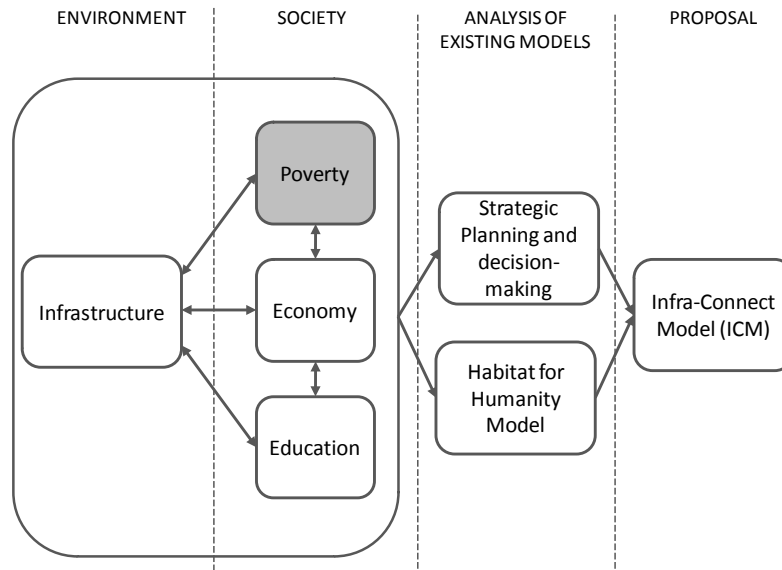 ENVIRONMENT
SOCIETY
ANALYSIS OF
EXISTING MODELS
PROPOSAL
Poverty
Infrastructure
Economy
Education
Strategic
Planning and
decision-
making
Habitat for
Humanity
Model
Infra-Connect
Model (ICM)